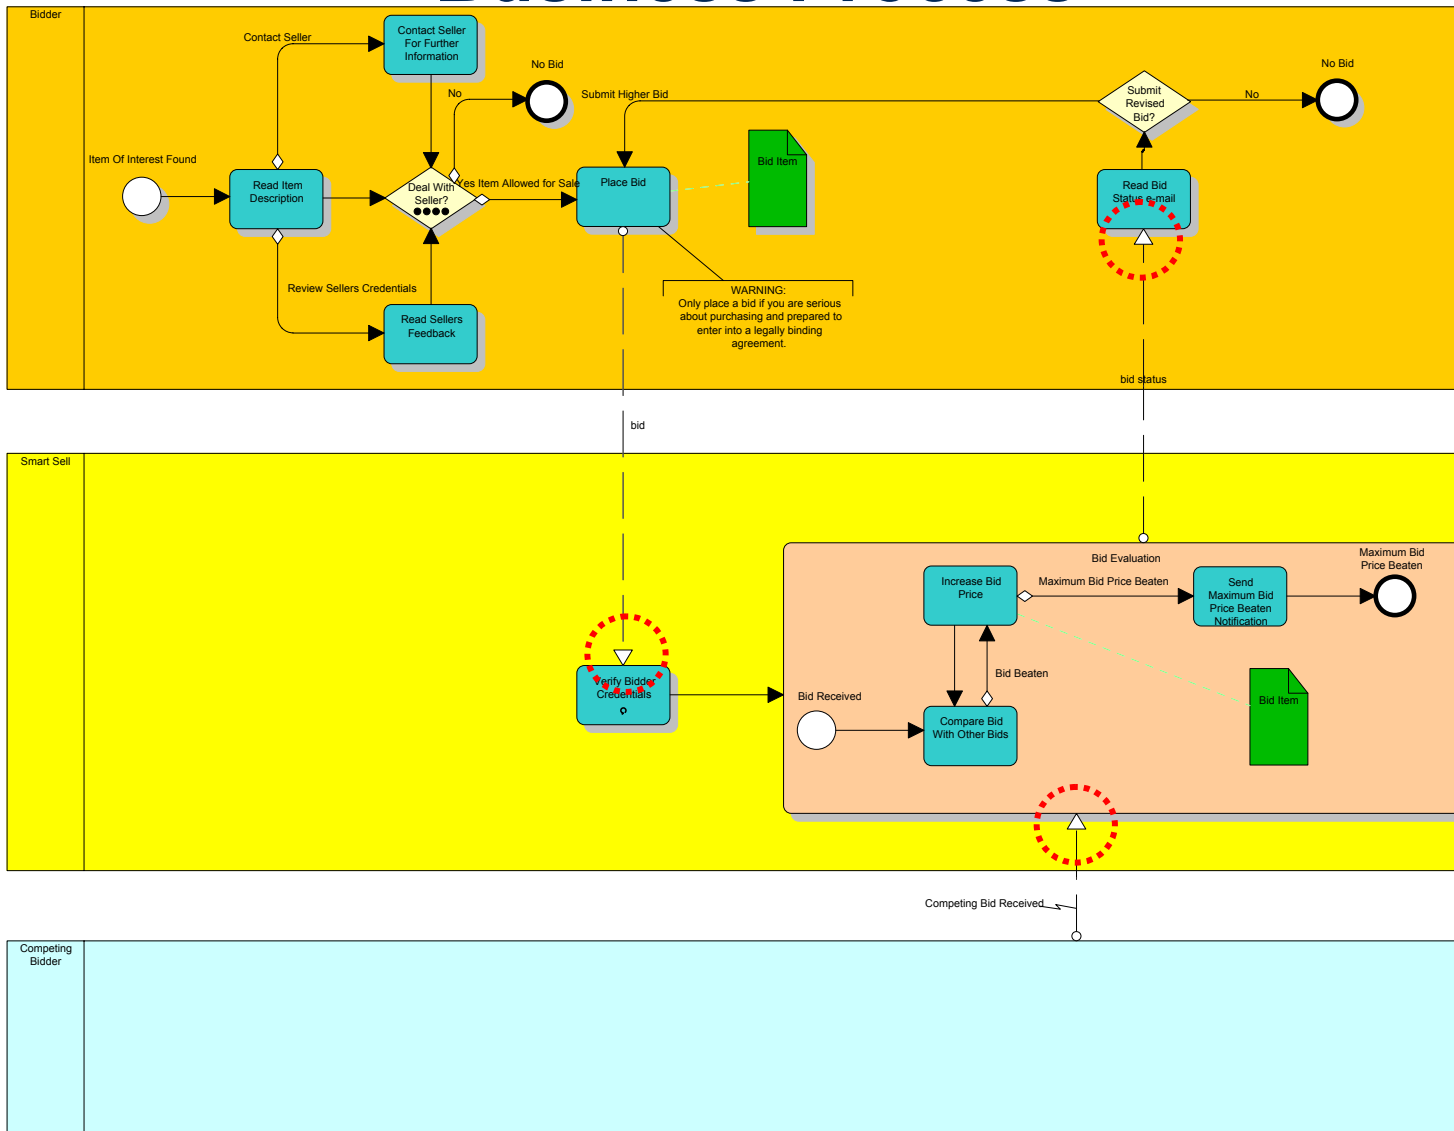 Business Process
Bidder
Contact Seller
Contact Seller
For Further
Information
No Bid
No
Submit Higher Bid
Submit
Revised
Bid?
No
No Bid
Item Of Interest Found
Read Item
Description
Deal With
Seller?
Yes Item Allowed for Sale
Place Bid
Bid Item
Read Bid
Status e-mail
Review Sellers Credentials
Read Sellers
Feedback
WARNING:
Only place a bid if you are serious
about purchasing and prepared to
enter into a legally binding
agreement.
bid status
bid
Smart Sell
Bid Evaluation
Maximum Bid
Price Beaten
Increase Bid
Price
Maximum Bid Price Beaten
Send
Maximum Bid
Price Beaten
Notification
Verify Bidder
Credentials
Bid Beaten
Bid Received
Compare Bid
With Other Bids
Bid Item
Competing Bid Received
Competing
Bidder